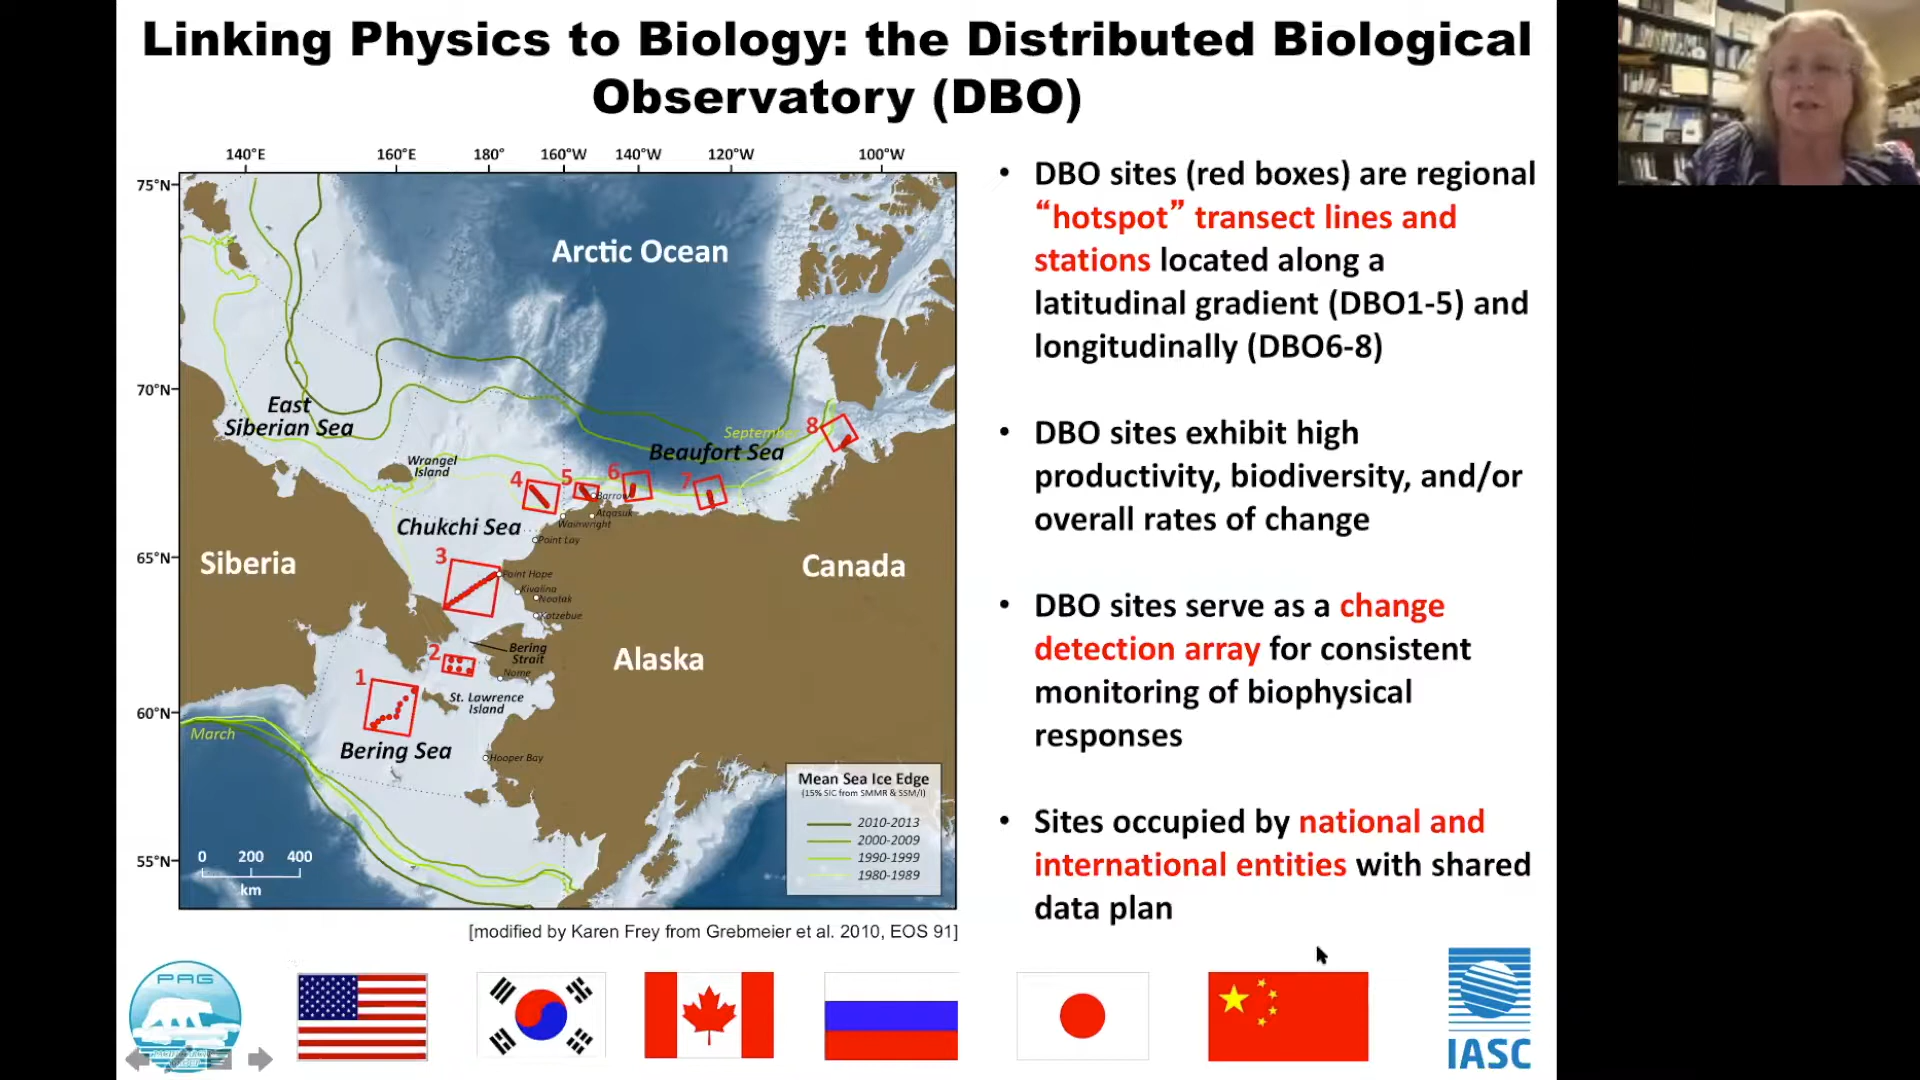 Linking Physics to Biology: the Distributed Biological
Observatory (DBO)
140°E 160°E 180° 160°W 140°W 120°W 100°W
75°N
70°N
65°N
60°N
55°N
Arctic Ocean
East
Siberian Sea
Wrangel
Island
September
Beaufort Sea
8
4
5
6
7
Barrow
Atqasuk
Wainwright
Chukchi Sea
Point Lay
Siberia
3
Canada
Point Hope
Kivalina
Noatak
Kotzebue
2
Bering
Strait
Alaska
Nome
1
St. Lawrence
Island
March
Bering Sea
Hooper Bay
Mean Sea Ice Edge
(15% SIC from SMMR & SSM/I)
2010-2013
2000-2009
1990-1999
1980-1989
0 200 400
km
[modified by Karen Frey from Grebmeier et al. 2010, EOS 91]
• DBO sites (red boxes) are regional
“hotspot” transect lines and
stations located along a
latitudinal gradient (DBO1-5) and
longitudinally (DBO6-8)
• DBO sites exhibit high
productivity, biodiversity, and/or
overall rates of change
• DBO sites serve as a change
detection array for consistent
monitoring of biophysical
responses
• Sites occupied by national and
international entities with shared
data plan
PAG
IASC